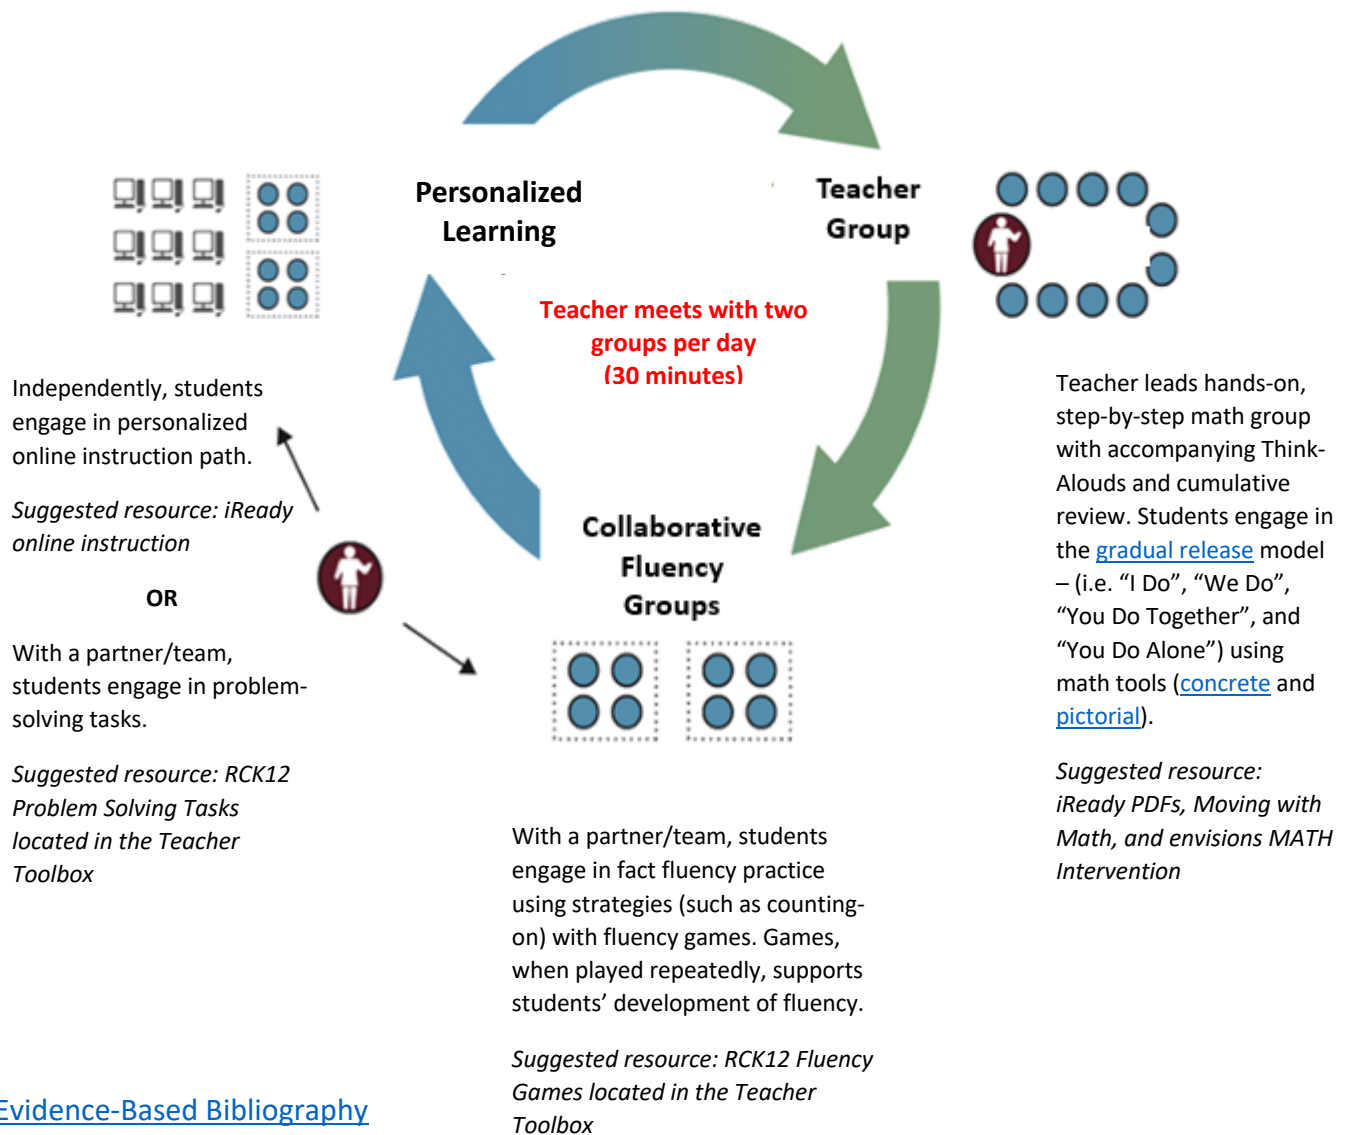 Personalized
Learning
Teacher
Group
Teacher meets with two
groups per day
(30 minutes)
Independently, students
engage in personalized
online instruction path.
Suggested resource: iReady
online instruction
OR
With a partner/team,
students engage in problem-
solving tasks.
Suggested resource: RCK12
Problem Solving Tasks
located in the Teacher
Toolbox
Collaborative
Fluency
Groups
With a partner/team, students
engage in fact fluency practice
using strategies (such as counting-
on) with fluency games. Games,
when played repeatedly, supports
students’ development of fluency.
Suggested resource: RCK12 Fluency
Games located in the Teacher
Toolbox
Teacher leads hands-on,
step-by-step math group
with accompanying Think-
Alouds and cumulative
review. Students engage in
the gradual release model
– (i.e. “I Do”, “We Do”,
“You Do Together”, and
“You Do Alone”) using
math tools (concrete and
pictorial).
Suggested resource:
iReady PDFs, Moving with
Math, and envisions MATH
Intervention
Evidence-Based Bibliography